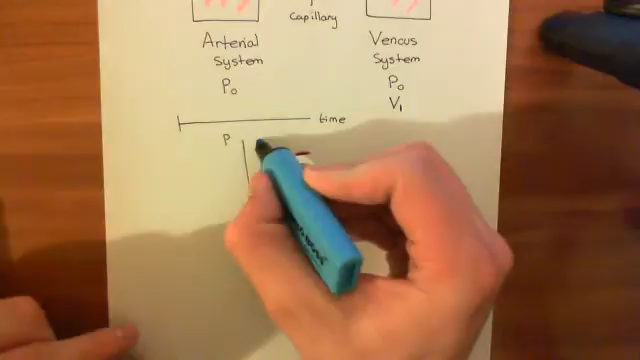 Capillary
Arterial
System
P₀
Venous
System
P₀
V₁
time
P